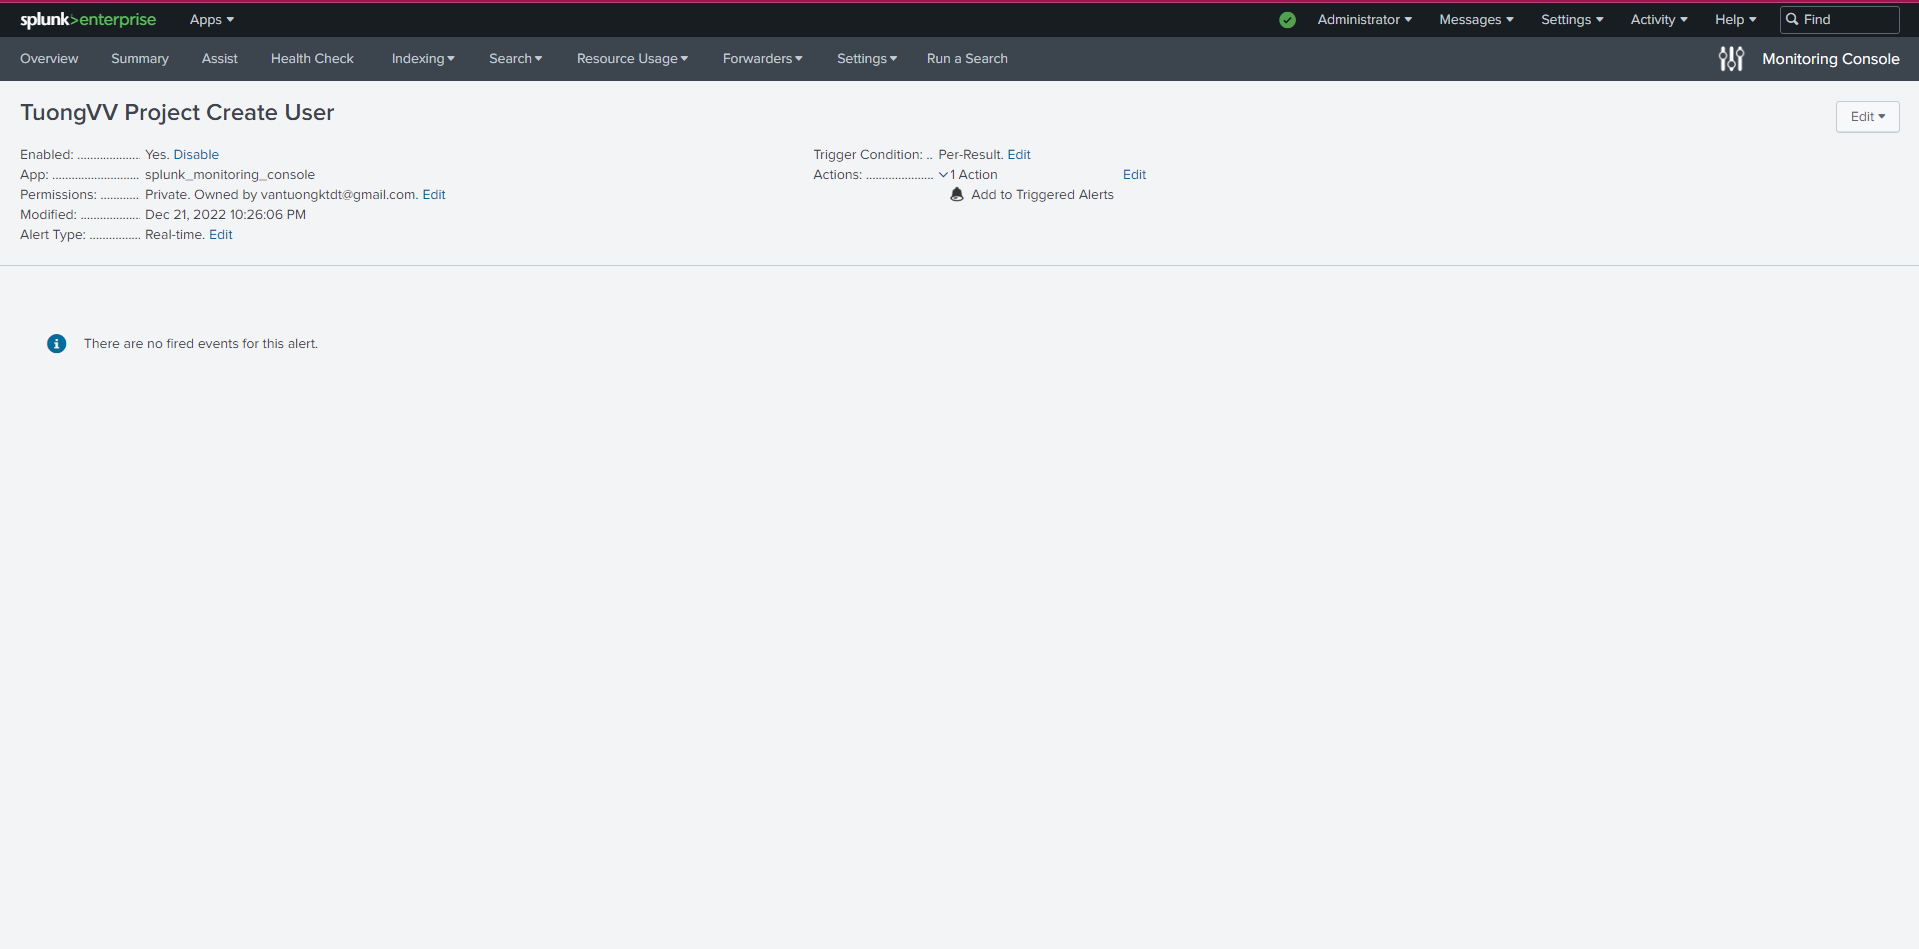 splunk>enterprise Apps Administrator Messages Settings Activity Help Find
Overview Summary Assist Health Check Indexing Search Resource Usage Forwarders Settings Run a Search Monitoring Console
TuongVV Project Create User
Edit
Enabled: ................... Yes. Disable
App: ........................... splunk_monitoring_console
Permissions: ............ Private. Owned by vantuongktdt@gmail.com. Edit
Modified: .................. Dec 21, 2022 10:26:06 PM
Alert Type: ................ Real-time. Edit
Trigger Condition: .. Per-Result. Edit
Actions: ..................... 1 Action Edit
Add to Triggered Alerts
There are no fired events for this alert.